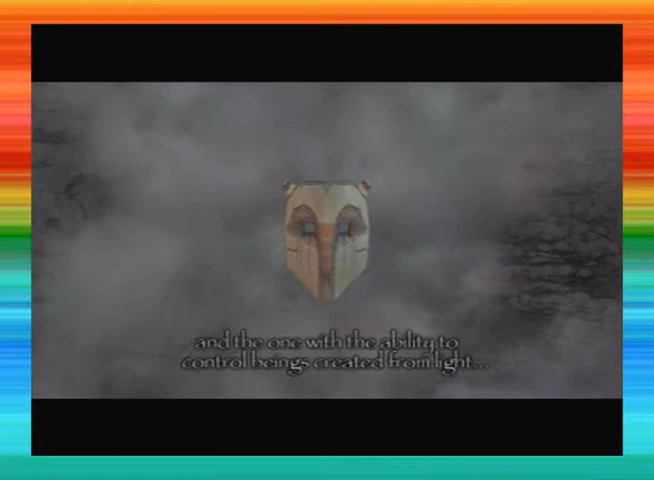 and the one with the ability to
control beings created from light...